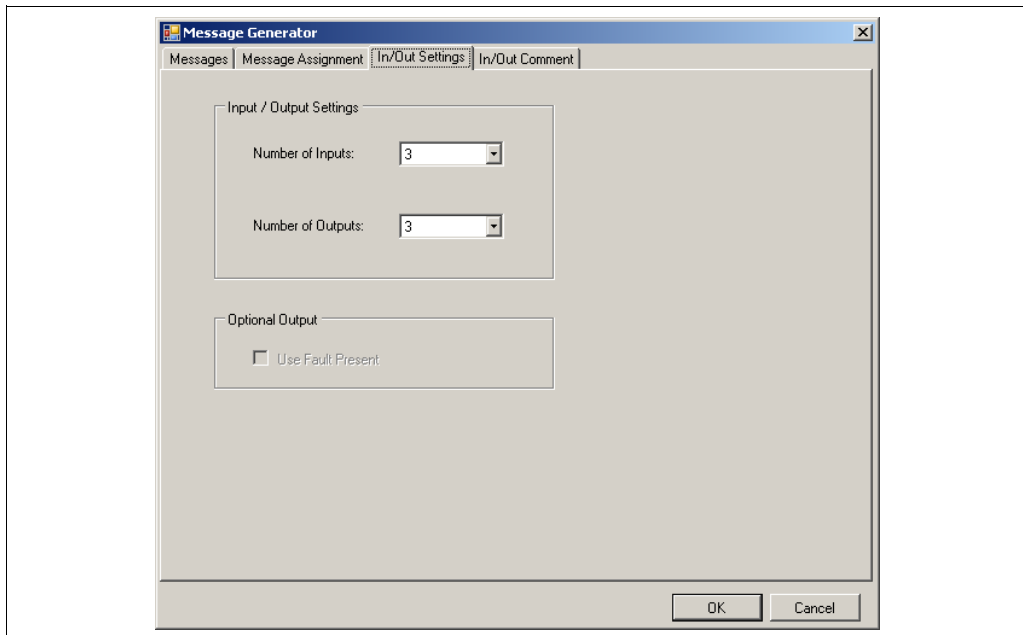 Message Generator
Messages Message Assignment In/Out Settings In/Out Comment
Input / Output Settings
Number of Inputs: 3
Number of Outputs: 3
Optional Output
Use Fault Present
OK Cancel